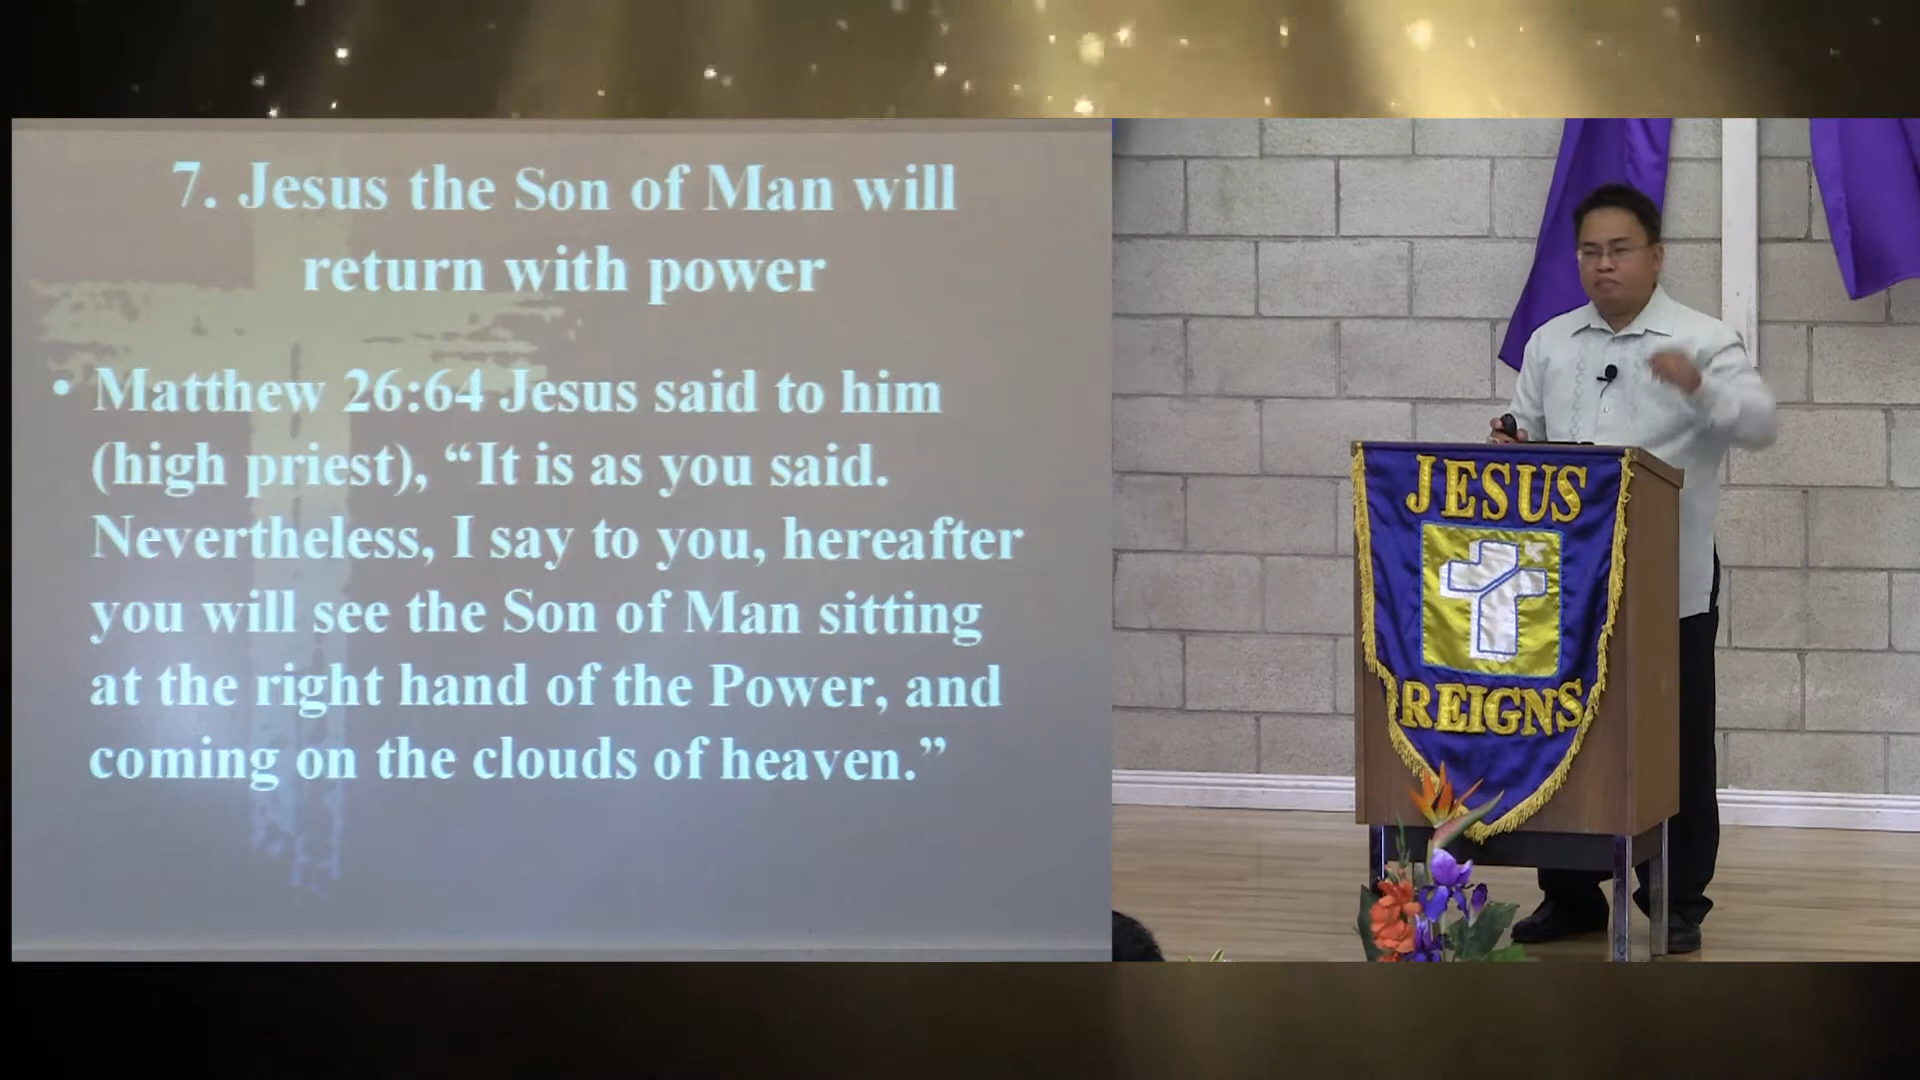 7. Jesus the Son of Man will
return with power
• Matthew 26:64 Jesus said to him
(high priest), “It is as you said.
Nevertheless, I say to you, hereafter
you will see the Son of Man sitting
at the right hand of the Power, and
coming on the clouds of heaven.”
JESUS
REIGNS